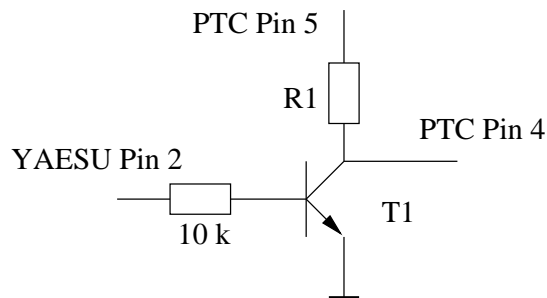 PTC Pin 5
R1
PTC Pin 4
YAESU Pin 2
T1
10 k